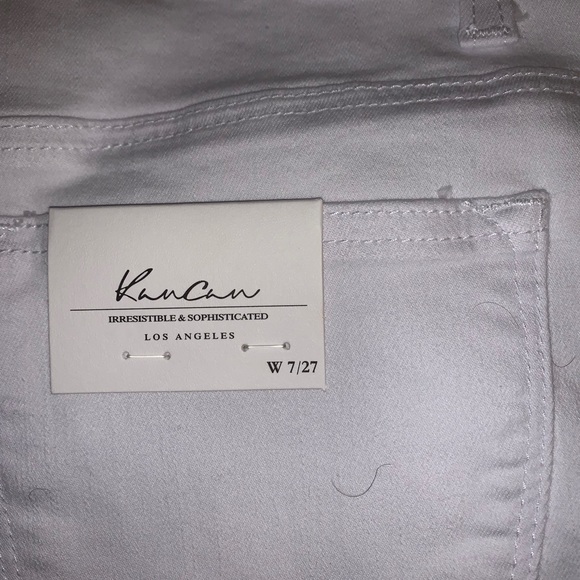 KanCan
IRRESISTIBLE & SOPHISTICATED
LOS ANGELES
W 7/27